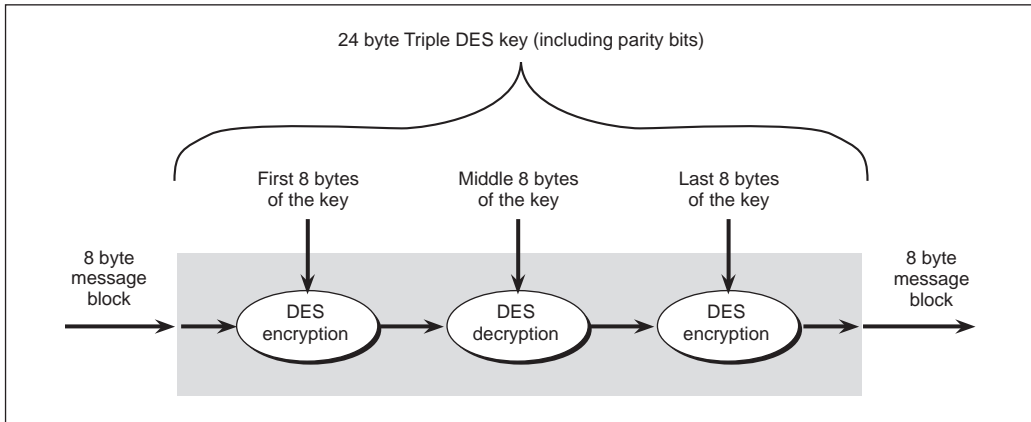 24 byte Triple DES key (including parity bits)
First 8 bytes
of the key
Middle 8 bytes
of the key
Last 8 bytes
of the key
8 byte
message
block
DES
encryption
DES
decryption
DES
encryption
8 byte
message
block